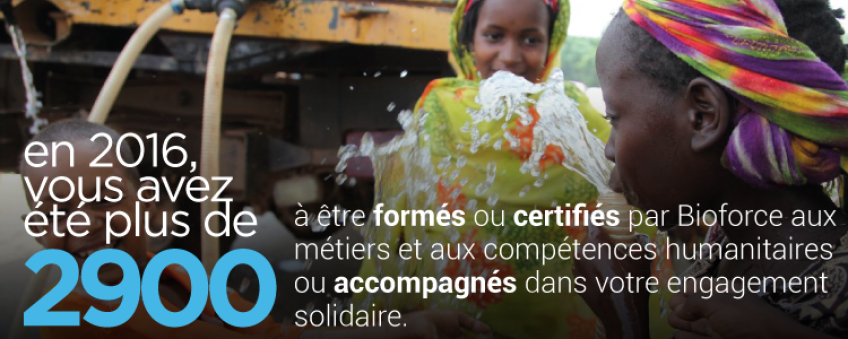 en 2016,
vous avez
été plus de
2900
à être formés ou certifiés par Bioforce aux
métiers et aux compétences humanitaires
ou accompagnés dans votre engagement
solidaire.